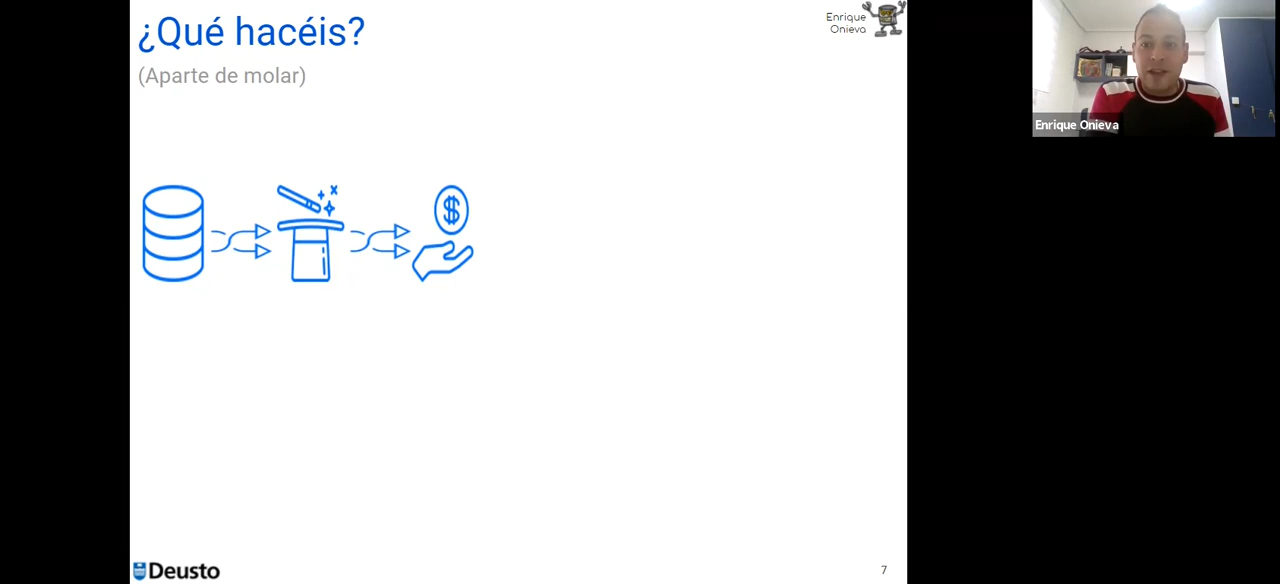 ¿Qué hacéis?
(Aparte de molar)
Enrique
Onieva
Enrique Onieva
$
Deusto
7